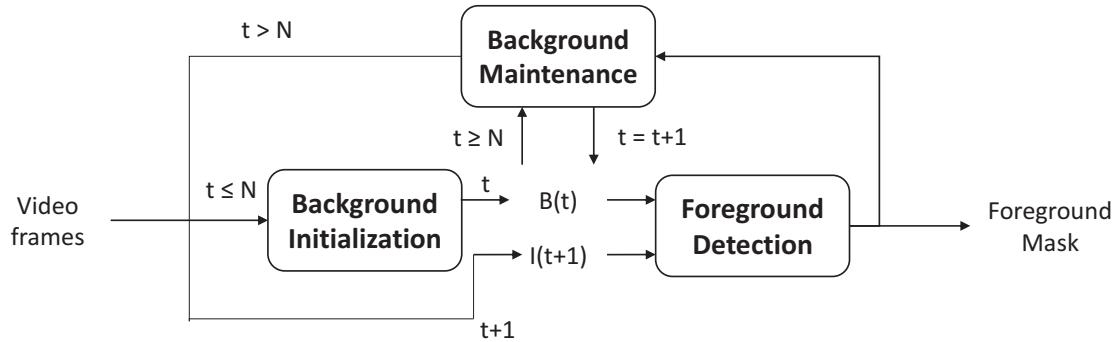 t > N
Background
Maintenance
t ≥ N
t = t+1
Video
frames
t ≤ N
Background
Initialization
t
B(t)
I(t+1)
t+1
Foreground
Detection
Foreground
Mask